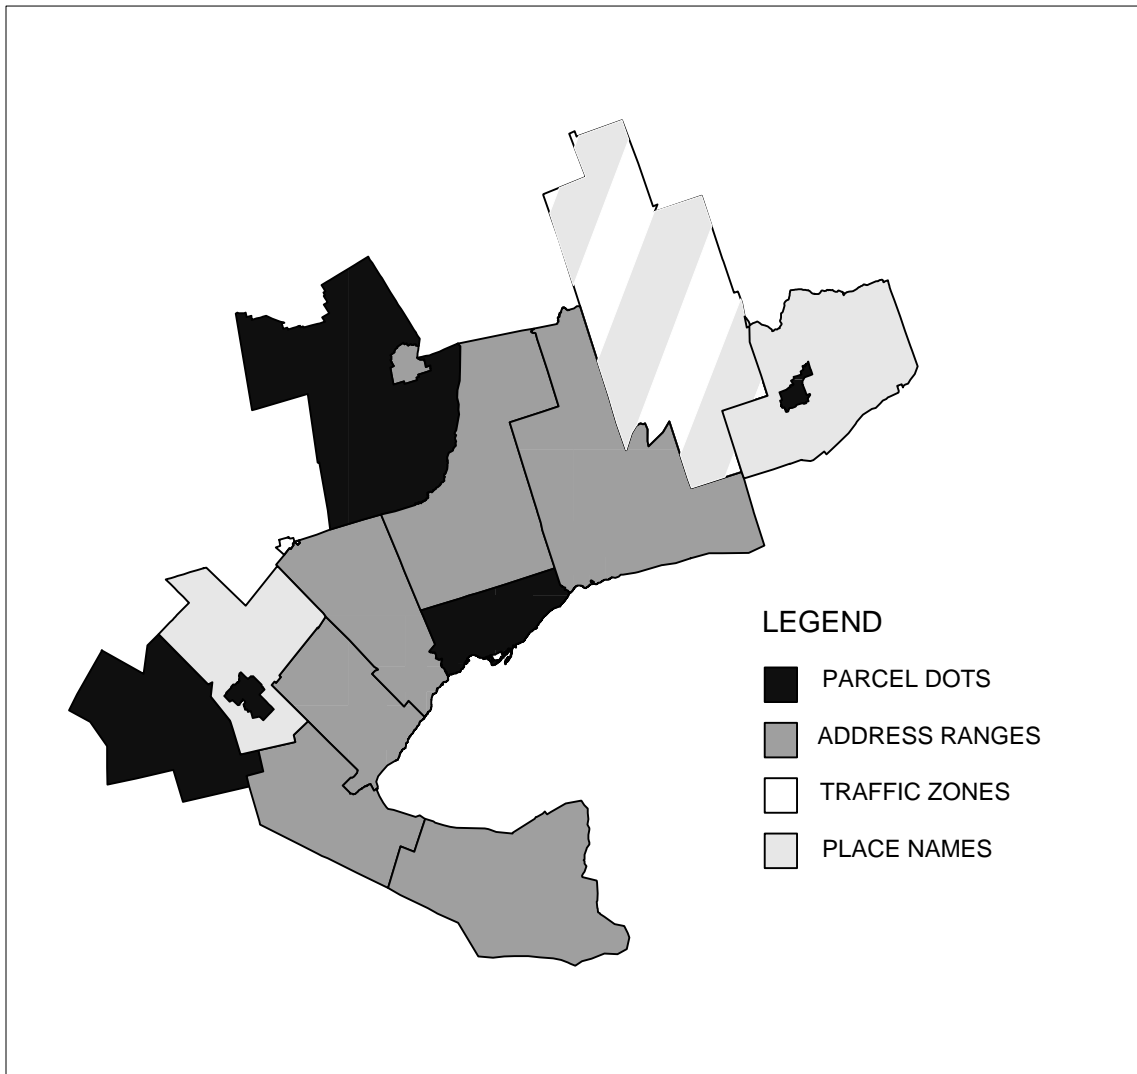 LEGEND
PARCEL DOTS
ADDRESS RANGES
TRAFFIC ZONES
PLACE NAMES